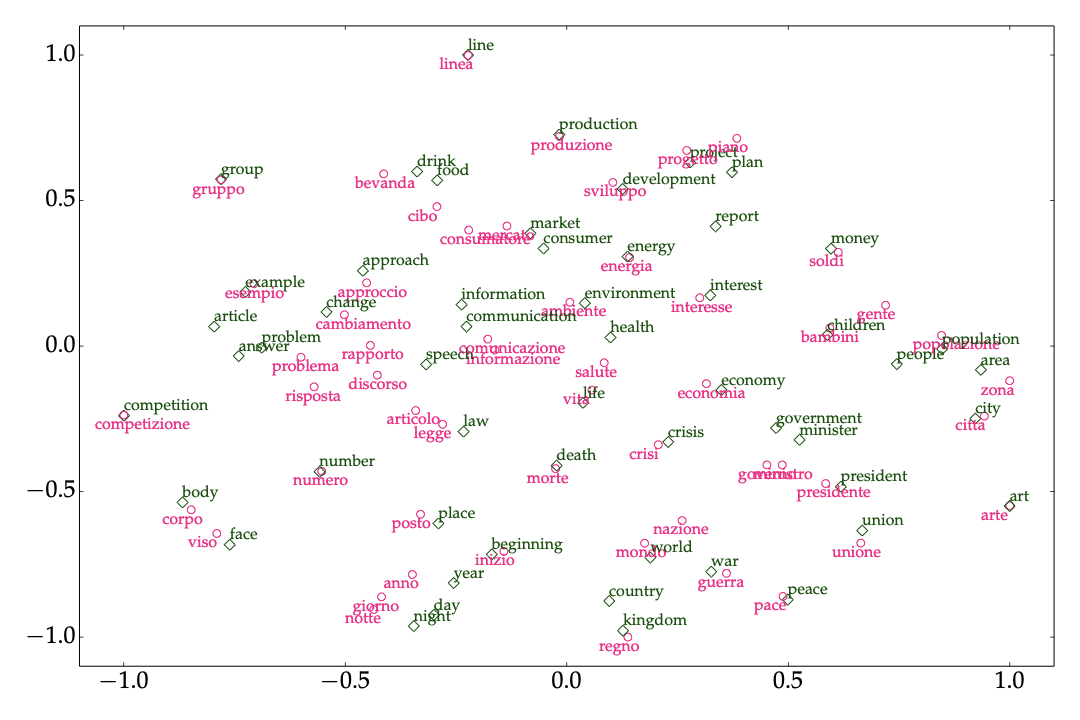 1.0
line
linea
production
produzione
piano
progetto
project
plan
drink
food
group
gruppo
bevanda
development
sviluppo
0.5
cibo
report
market
mercato
consumatore
consumer
money
soldi
energy
energia
approach
approccio
example
esempio
interest
interesse
information
environment
ambiente
change
cambiamento
gente
article
communication
comunicazione
informazione
health
children
bambini
population
popolazione
0.0
problem
answer
problema
rapporto
speech
salute
people
area
zona
discorso
risposta
life
vita
economy
economia
competition
competizione
articolo
legge
law
city
città
government
minister
crisis
crisi
death
morte
number
numero
governo
ministro
president
presidente
−0.5
body
corpo
art
arte
face
viso
place
posto
nazione
union
unione
beginning
inizio
world
mondo
war
guerra
year
anno
country
peace
pace
giorno
notte
day
night
kingdom
regno
−1.0
−1.0
−0.5
0.0
0.5
1.0